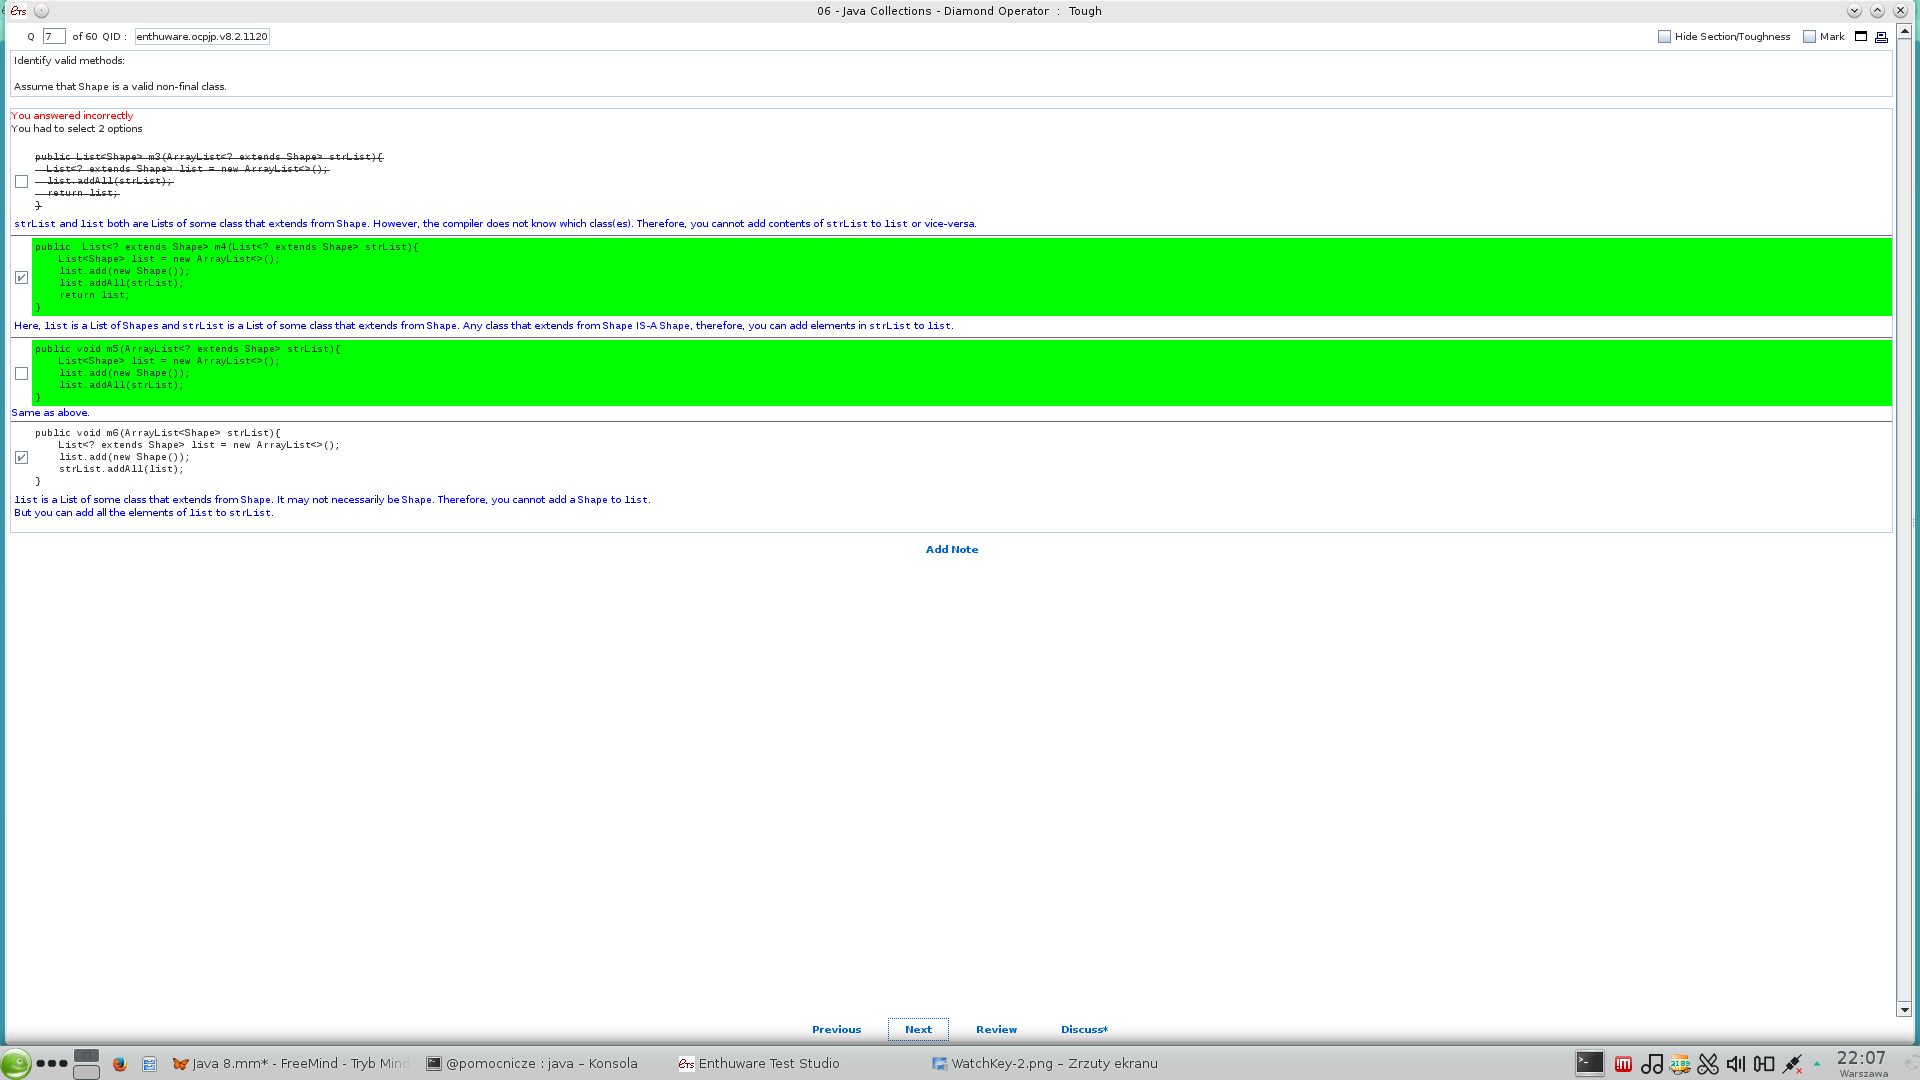 ETS
06 - Java Collections - Diamond Operator : Tough
Q 7 of 60 QID : enthuware.ocpjp.v8.2.1120
Hide Section/Toughness Mark
Identify valid methods:
Assume that Shape is a valid non-final class.
You answered incorrectly
You had to select 2 options
public List<Shape> m3(ArrayList<? extends Shape> strList){
List<? extends Shape> list = new ArrayList<>();
list.addAll(strList);
return list;
}
strList and list both are Lists of some class that extends from Shape. However, the compiler does not know which class(es). Therefore, you cannot add contents of strList to list or vice-versa.
public  List<? extends Shape> m4(List<? extends Shape> strList){
List<Shape> list = new ArrayList<>();
list.add(new Shape());
list.addAll(strList);
return list;
}
Here, list is a List of Shapes and strList is a List of some class that extends from Shape. Any class that extends from Shape IS-A Shape, therefore, you can add elements in strList to list.
public void m5(ArrayList<? extends Shape> strList){
List<Shape> list = new ArrayList<>();
list.add(new Shape());
list.addAll(strList);
}
Same as above.
public void m6(ArrayList<Shape> strList){
List<? extends Shape> list = new ArrayList<>();
list.add(new Shape());
strList.addAll(list);
}
list is a List of some class that extends from Shape. It may not necessarily be Shape. Therefore, you cannot add a Shape to list.
But you can add all the elements of list to strList.
Add Note
Previous Next Review Discuss*
Java 8.mm* - FreeMind - Tryb Mind @pomocnicze : java – Konsola ETS Enthuware Test Studio WatchKey-2.png – Zrzuty ekranu 22:07
Warszawa